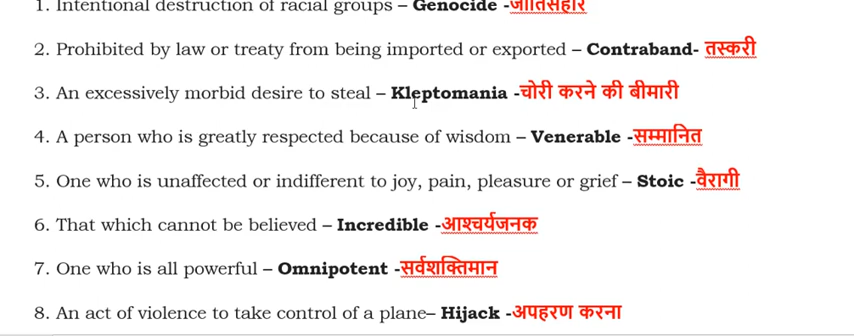 1. Intentional destruction of racial groups – Genocide -जातिसंहार
2. Prohibited by law or treaty from being imported or exported – Contraband- तस्करी
3. An excessively morbid desire to steal – Kleptomania -चोरी करने की बीमारी
4. A person who is greatly respected because of wisdom – Venerable -सम्मानित
5. One who is unaffected or indifferent to joy, pain, pleasure or grief – Stoic -वैरागी
6. That which cannot be believed – Incredible -आश्चर्यजनक
7. One who is all powerful – Omnipotent -सर्वशक्तिमान
8. An act of violence to take control of a plane– Hijack -अपहरण करना